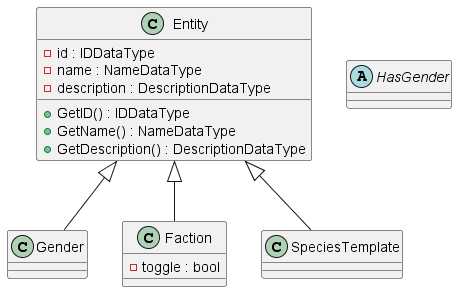 C Entity
id : IDDataType
name : NameDataType
description : DescriptionDataType
GetID() : IDDataType
GetName() : NameDataType
GetDescription() : DescriptionDataType
A HasGender
C Gender
C Faction
toggle : bool
C SpeciesTemplate